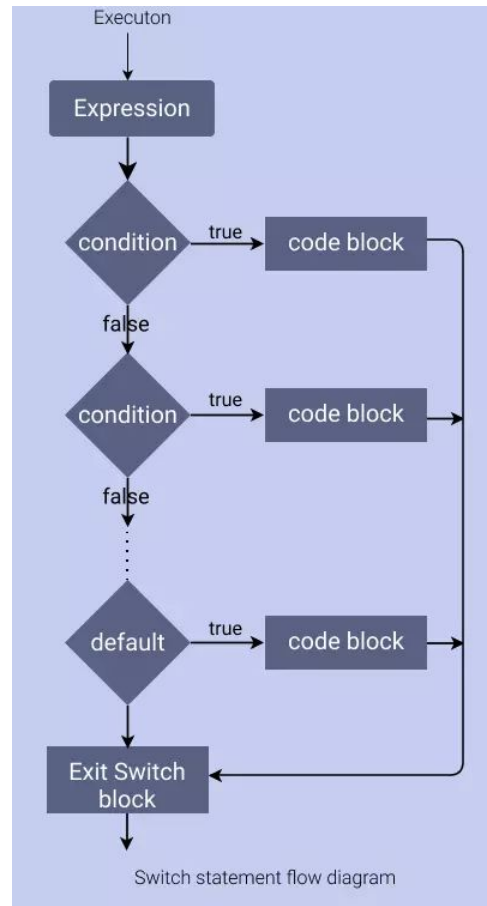 Executon
Expression
condition
true
code block
false
condition
true
code block
false
default
true
code block
Exit Switch
block
Switch statement flow diagram